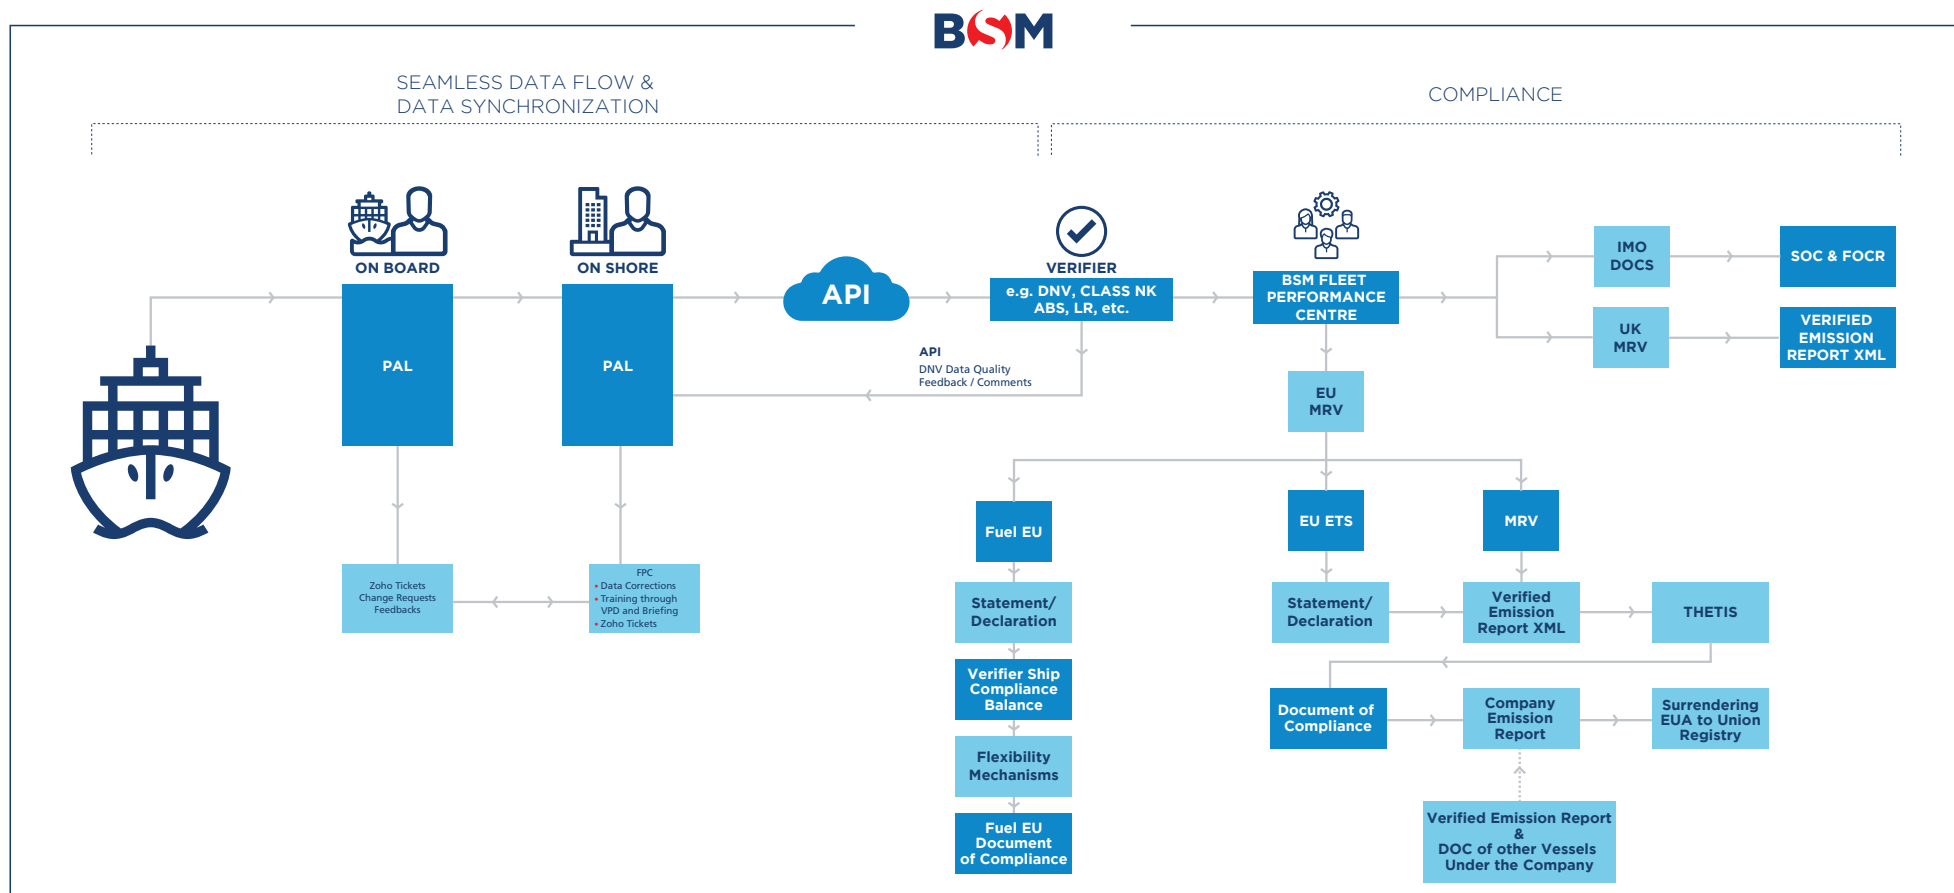 BSM
SEAMLESS DATA FLOW &
DATA SYNCHRONIZATION
COMPLIANCE
ON BOARD
ON SHORE
VERIFIER
PAL
PAL
API
e.g. DNV, CLASS NK
ABS, LR, etc.
BSM FLEET
PERFORMANCE
CENTRE
IMO
DOCS
SOC & FOCR
UK
MRV
VERIFIED
EMISSION
REPORT XML
API
DNV Data Quality
Feedback / Comments
EU
MRV
Fuel EU
EU ETS
MRV
Zoho Tickets
Change Requests
Feedbacks
FPC
• Data Corrections
• Training through
VPD and Briefing
• Zoho Tickets
Statement/
Declaration
Verifier Ship
Compliance
Balance
Flexibility
Mechanisms
Fuel EU
Document
of Compliance
Statement/
Declaration
Verified
Emission
Report XML
THETIS
Document of
Compliance
Company
Emission
Report
Surrendering
EUA to Union
Registry
Verified Emission Report
&
DOC of other Vessels
Under the Company